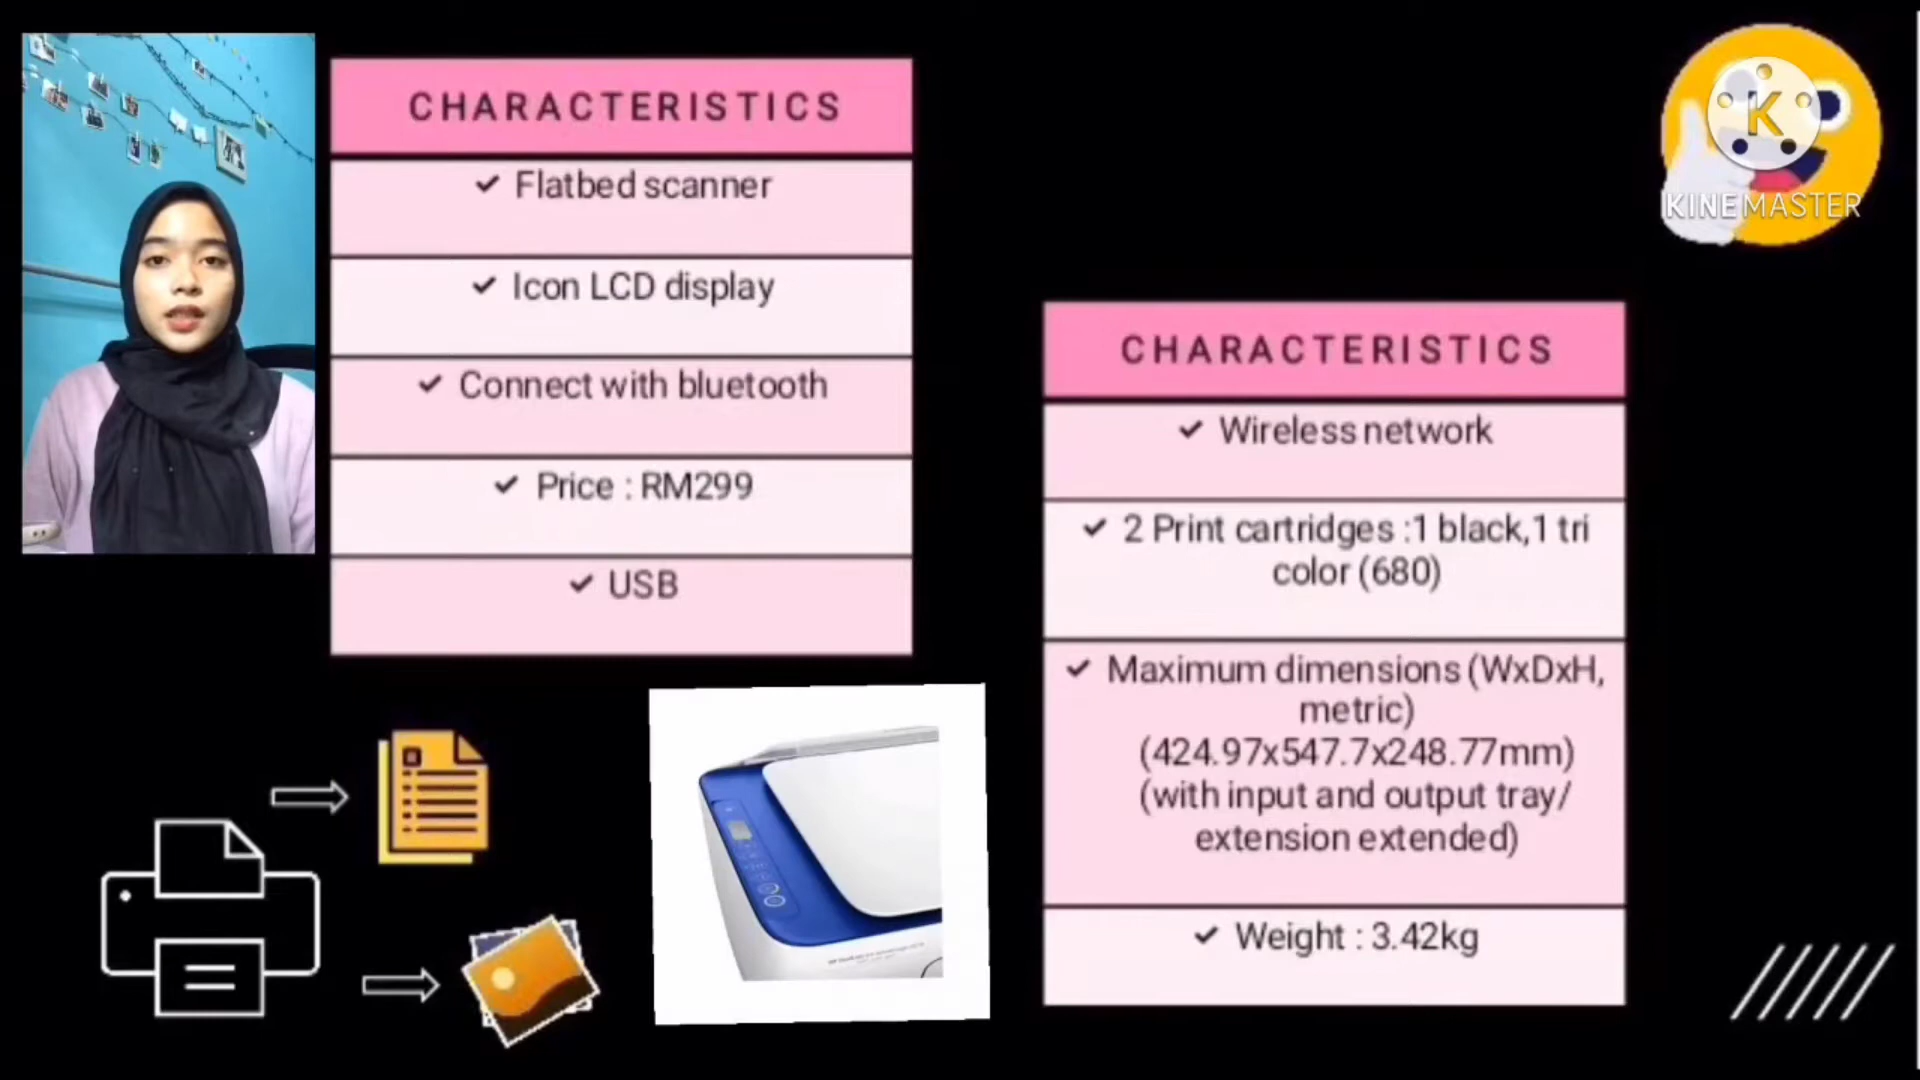 CHARACTERISTICS
✔ Flatbed scanner
✔ Icon LCD display
✔ Connect with bluetooth
✔ Price : RM299
✔ USB
K
KINEMASTER
CHARACTERISTICS
✔ Wireless network
✔ 2 Print cartridges :1 black,1 tri
color (680)
✔ Maximum dimensions (WxDxH,
metric)
(424.97x547.7x248.77mm)
(with input and output tray/
extension extended)
✔ Weight : 3.42kg